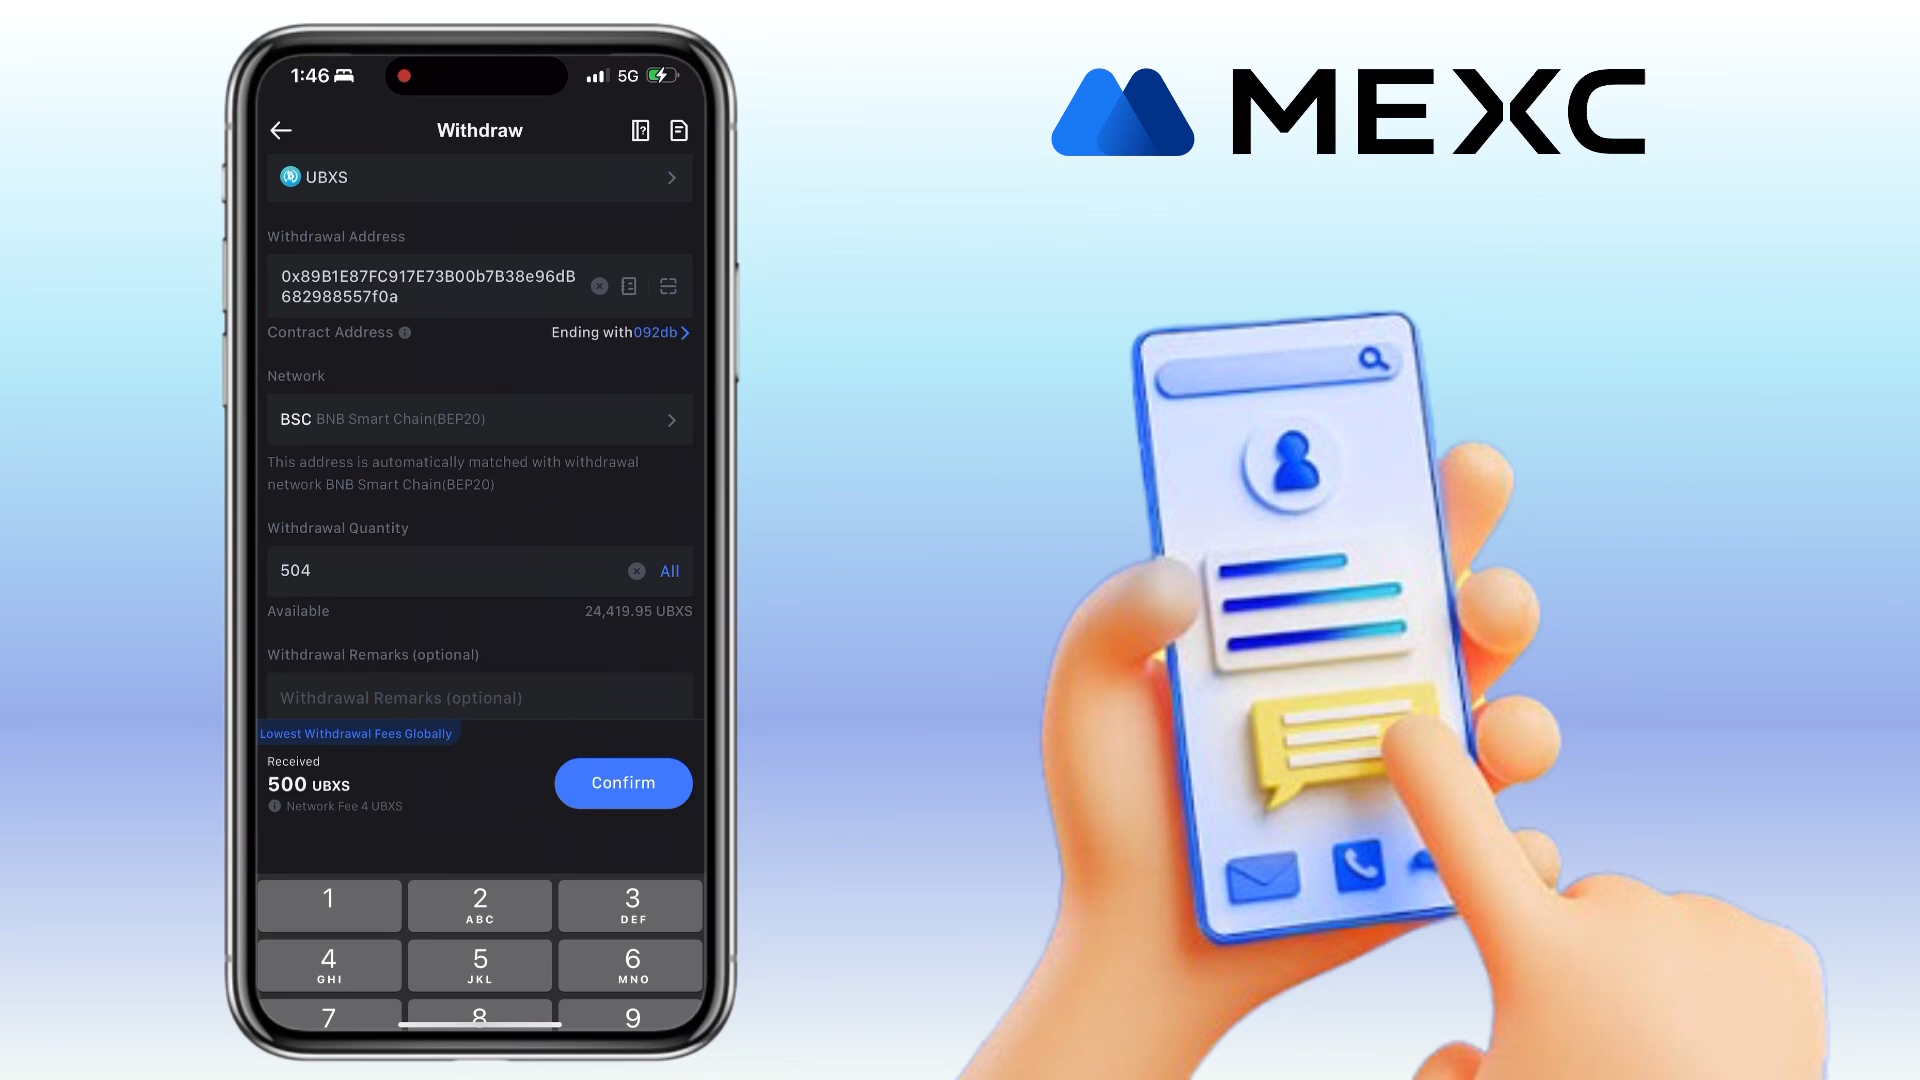 1:46
5G
Withdraw
UBXS
Withdrawal Address
0x89B1E87FC917E73B00b7B38e96dB
682988557f0a
Contract Address
Ending with092db
Network
BSC BNB Smart Chain(BEP20)
This address is automatically matched with withdrawal
network BNB Smart Chain(BEP20)
Withdrawal Quantity
504
All
Available
24,419.95 UBXS
Withdrawal Remarks (optional)
Withdrawal Remarks (optional)
Lowest Withdrawal Fees Globally
Received
500 UBXS
Network Fee 4 UBXS
Confirm
1
2
ABC
3
DEF
4
GHI
5
JKL
6
MNO
7
8
9
MEXC